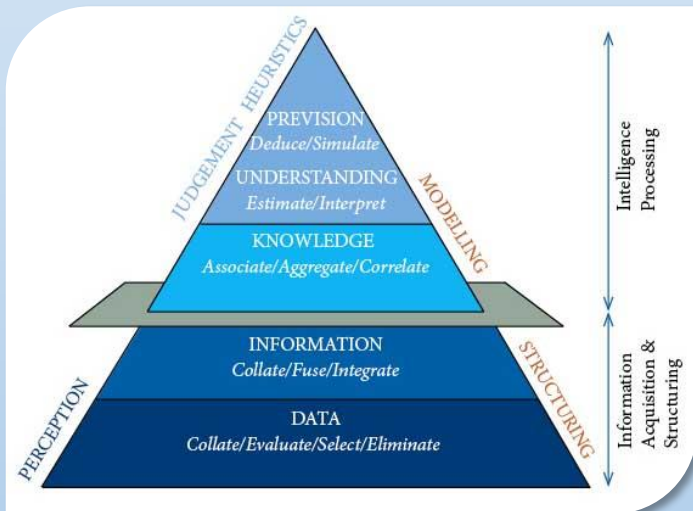 JUDGEMENT HEURISTICS
PREVISION
Deduce/Simulate
UNDERSTANDING
Estimate/Interpret
MODELLING
KNOWLEDGE
Associate/Aggregate/Correlate
Intelligence
Processing
PERCEPTION
INFORMATION
Collate/Fuse/Integrate
DATA
Collate/Evaluate/Select/Eliminate
STRUCTURING
Information
Acquisition &
Structuring